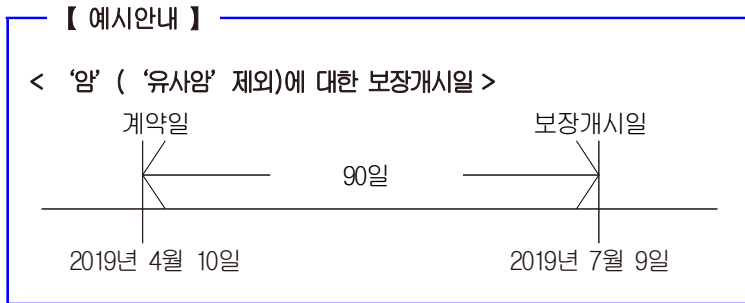 【 예시안내 】
< ‘암’ ( ‘유사암’ 제외)에 대한 보장개시일 >
계약일 보장개시일
90일
2019년 4월 10일 2019년 7월 9일